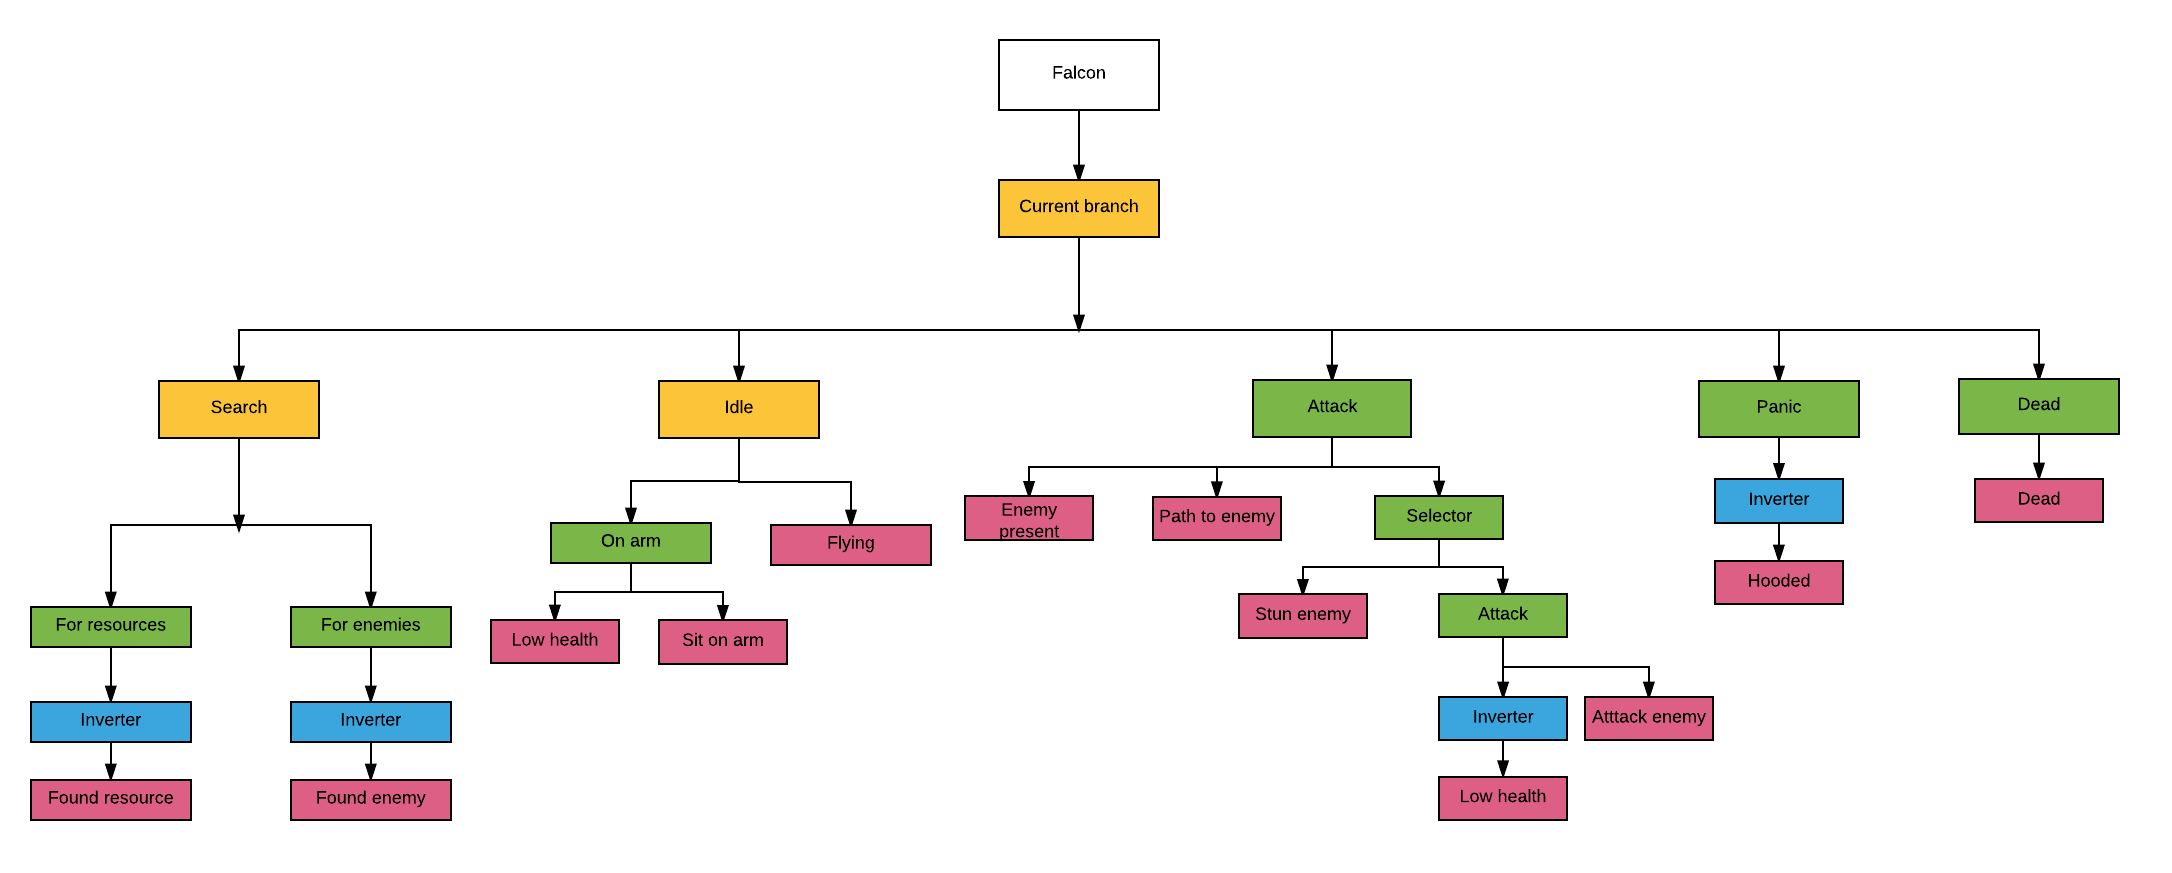 Falcon
Current branch
Search
Idle
Attack
Panic
Dead
Enemy
present
Path to enemy
Selector
Inverter
Dead
On arm
Flying
Hooded
For resources
For enemies
Low health
Sit on arm
Stun enemy
Attack
Inverter
Inverter
Inverter
Atttack enemy
Found resource
Found enemy
Low health